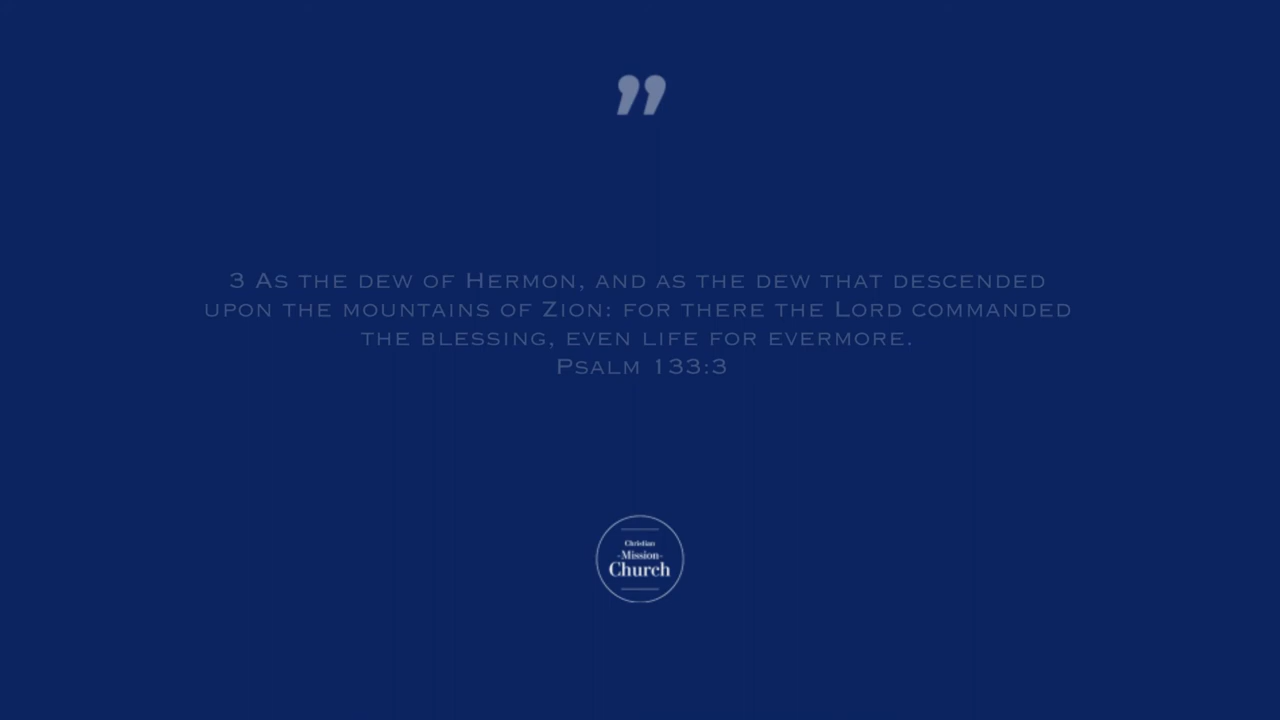 ”
3 As the dew of Hermon, and as the dew that descended
upon the mountains of Zion: for there the Lord commanded
the blessing, even life for evermore.
Psalm 133:3
Christian
-Mission-
Church